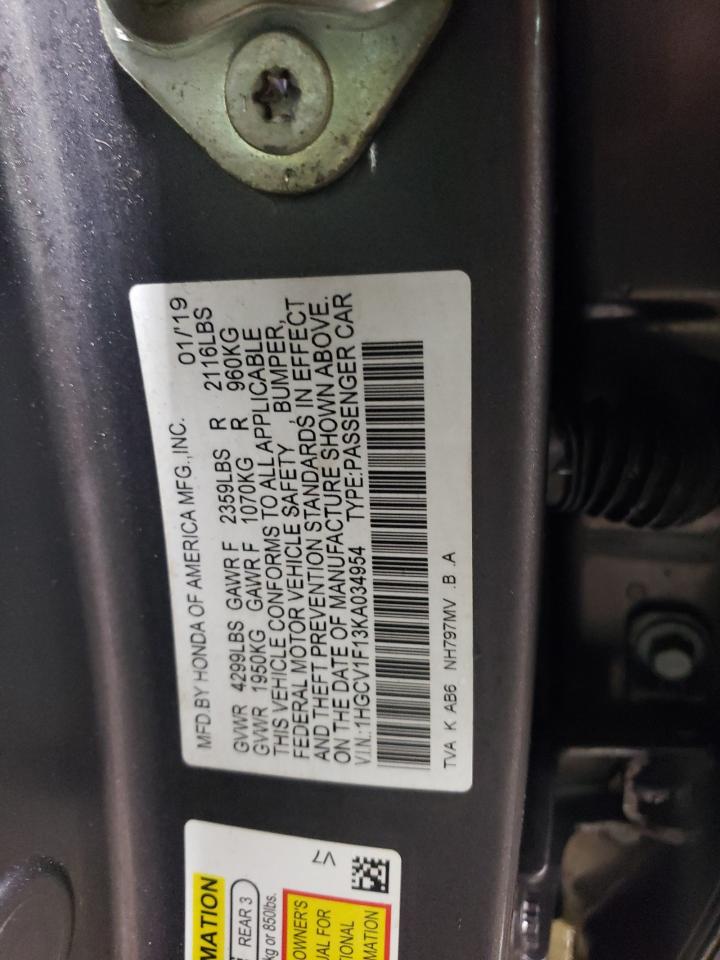 MFD.BY HONDA OF AMERICA MFG.,INC. 01/'19
GVWR 4299LBS GAWR F 2359LBS R 2116LBS
GVWR 1950KG GAWR F 1070KG R 960KG
THIS VEHICLE CONFORMS TO ALL APPLICABLE
FEDERAL MOTOR VEHICLE SAFETY, BUMPER,
AND THEFT PREVENTION STANDARDS IN EFFECT
ON THE DATE OF MANUFACTURE SHOWN ABOVE.
V.I.N.:1HGCV1F13KA034954 TYPE:PASSENGER CAR
TVA K AB6 NH797MV .B .A
MATION
REAR 3
kg or 850lbs.
OWNER'S
UAL FOR
TIONAL
MATION
V7